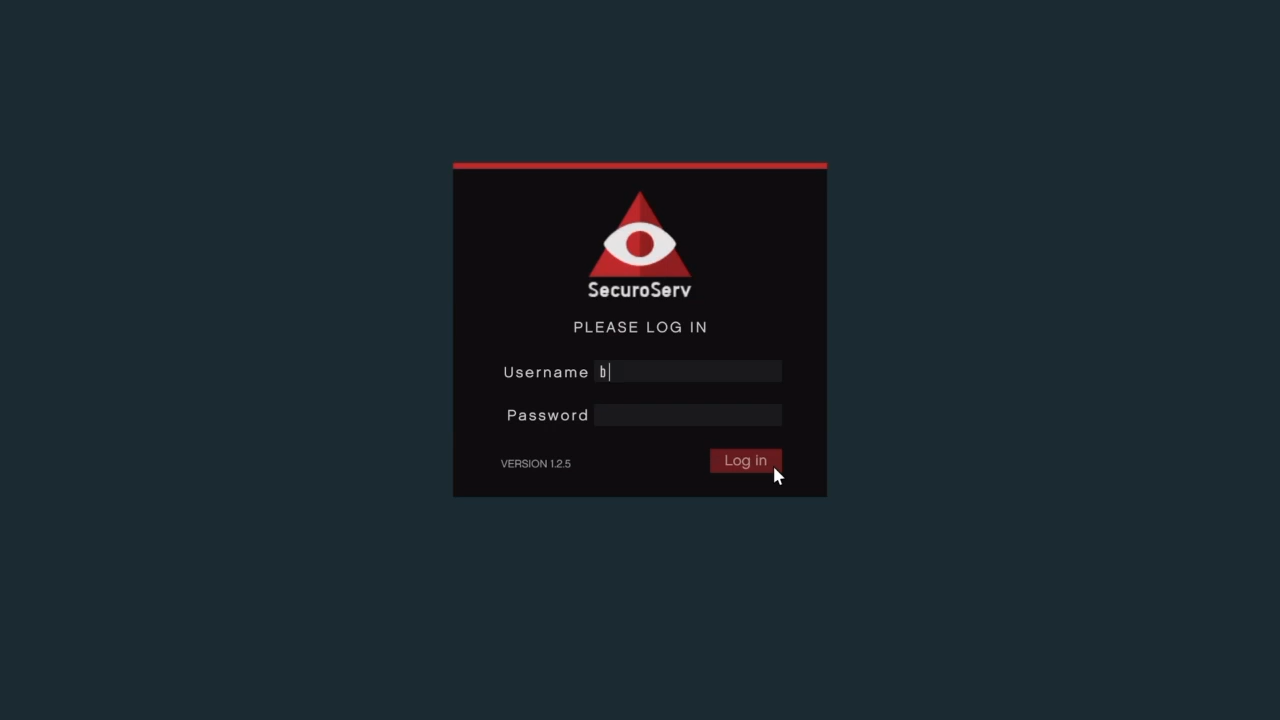 SecuroServ
PLEASE LOG IN
Username b
Password
VERSION 1.2.5 Log in